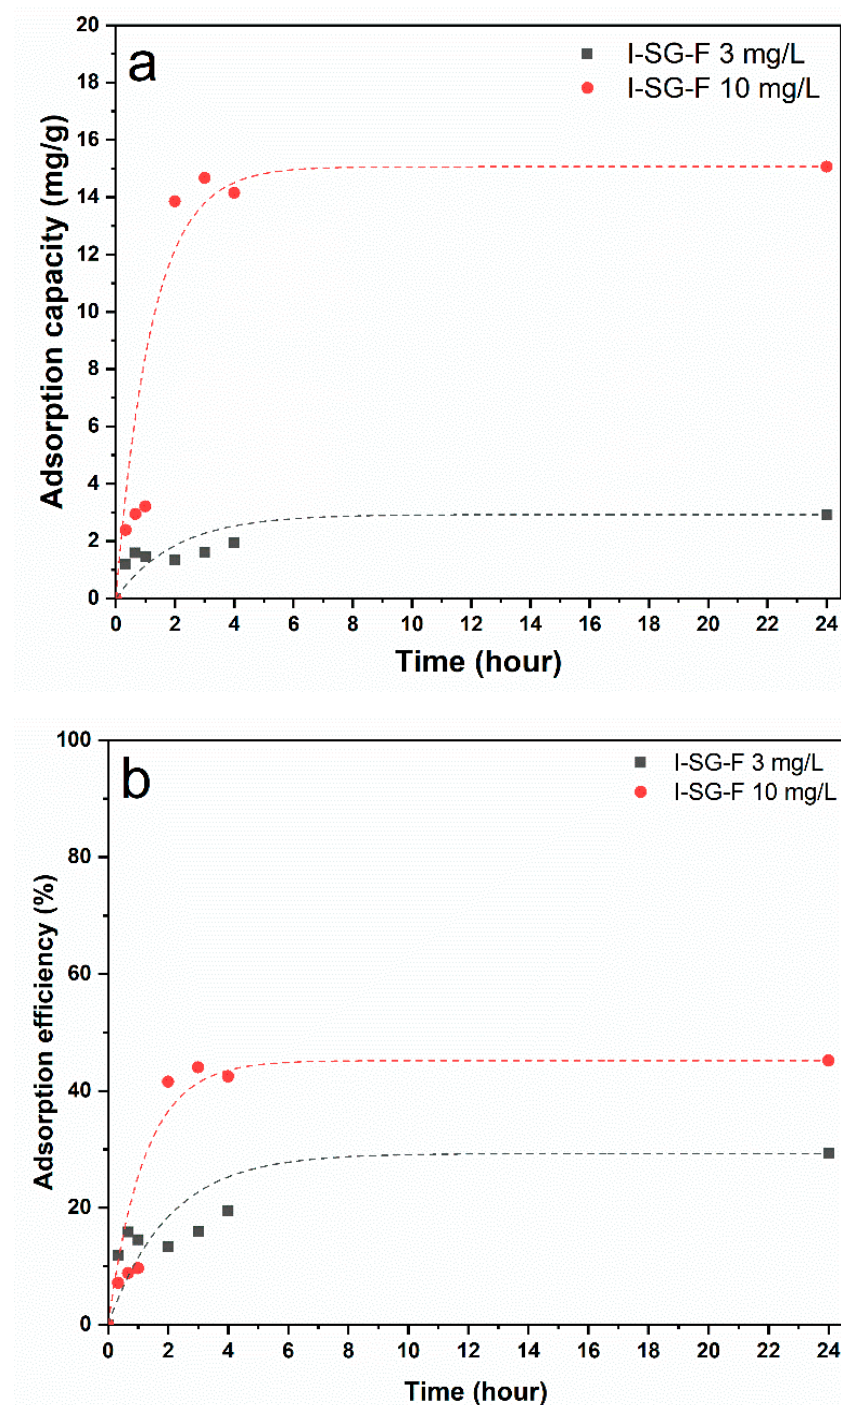 a
I-SG-F 3 mg/L
I-SG-F 10 mg/L
Adsorption capacity (mg/g)
20
18
16
14
12
10
8
6
4
2
0
0 2 4 6 8 10 12 14 16 18 20 22 24
Time (hour)
b
I-SG-F 3 mg/L
I-SG-F 10 mg/L
Adsorption efficiency (%)
100
80
60
40
20
0
0 2 4 6 8 10 12 14 16 18 20 22 24
Time (hour)